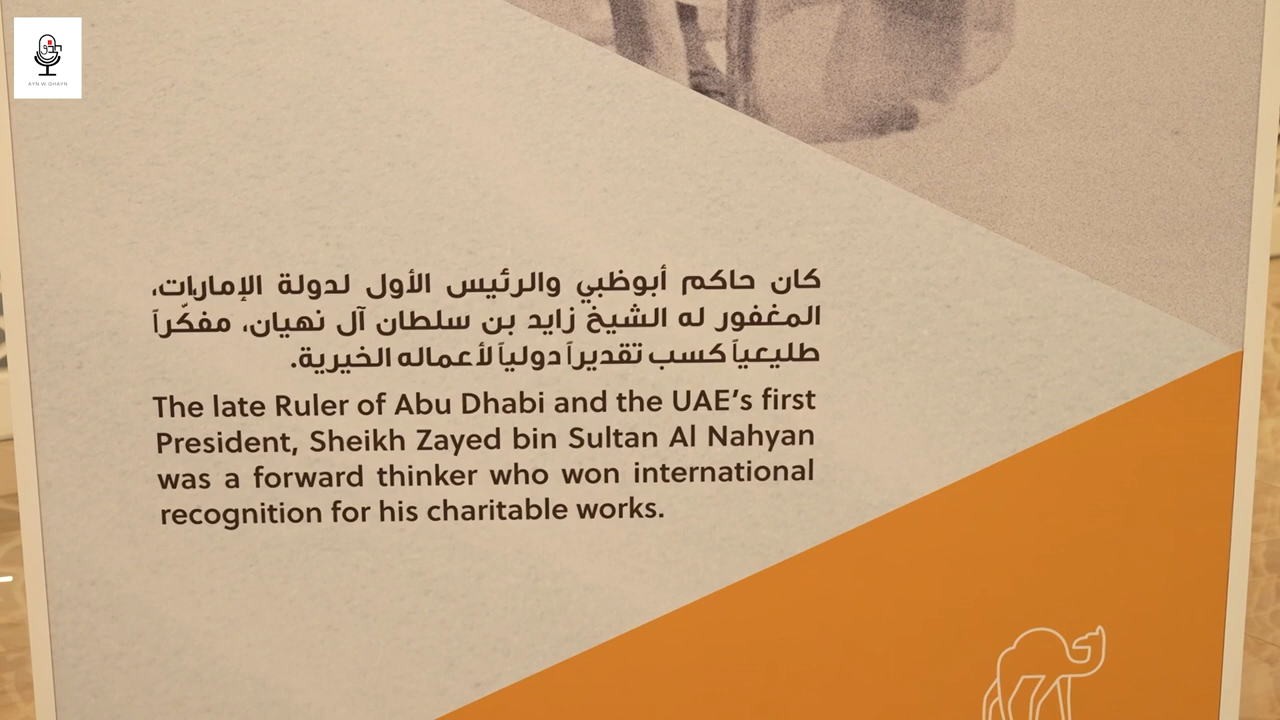 AYN W GHAYN
كان حاكم أبوظبي والرئيس الأول لدولة الإمارات،
المغفور له الشيخ زايد بن سلطان آل نهيان، مفكّراً
طليعياً كسب تقديراً دولياً لأعماله الخيرية.
The late Ruler of Abu Dhabi and the UAE’s first
President, Sheikh Zayed bin Sultan Al Nahyan
was a forward thinker who won international
recognition for his charitable works.